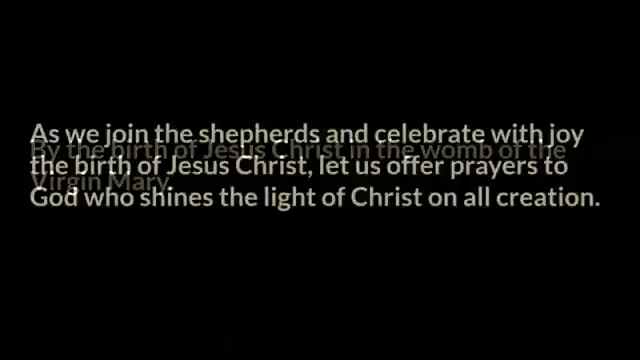 As we join the shepherds and celebrate with joy
the birth of Jesus Christ, let us offer prayers to
God who shines the light of Christ on all creation.
By the birth of Jesus Christ in the womb of the
Virgin Mary